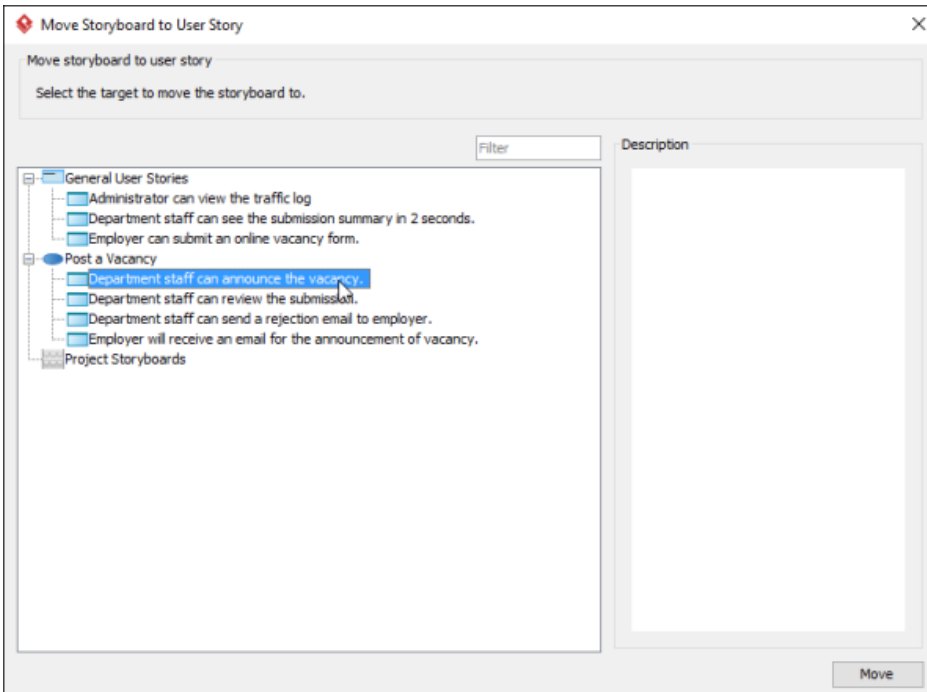 Move Storyboard to User Story
Move storyboard to user story
Select the target to move the storyboard to.
Filter
Description
General User Stories
Administrator can view the traffic log
Department staff can see the submission summary in 2 seconds.
Employer can submit an online vacancy form.
Post a Vacancy
Department staff can announce the vacancy.
Department staff can review the submission.
Department staff can send a rejection email to employer.
Employer will receive an email for the announcement of vacancy.
Project Storyboards
Move